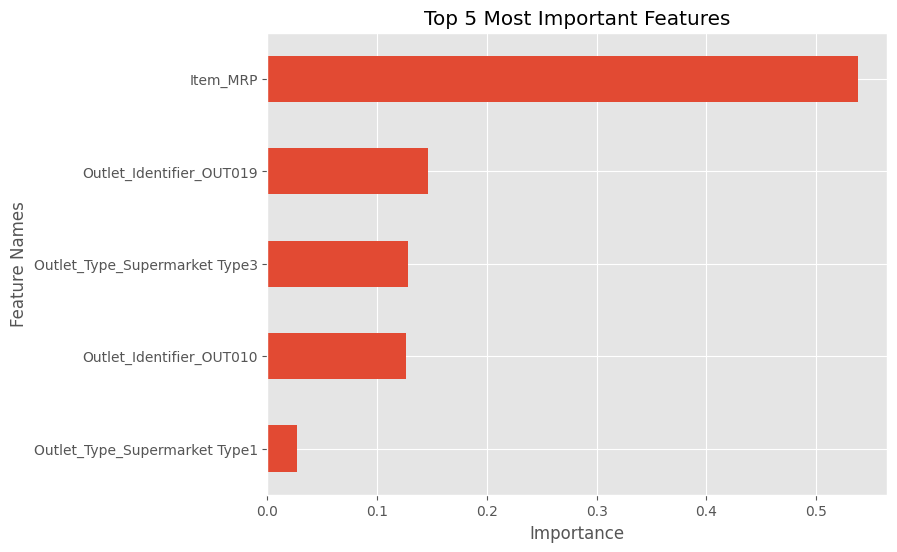 Top 5 Most Important Features
Feature Names
Item_MRP
Outlet_Identifier_OUT019
Outlet_Type_Supermarket Type3
Outlet_Identifier_OUT010
Outlet_Type_Supermarket Type1
0.0 0.1 0.2 0.3 0.4 0.5
Importance